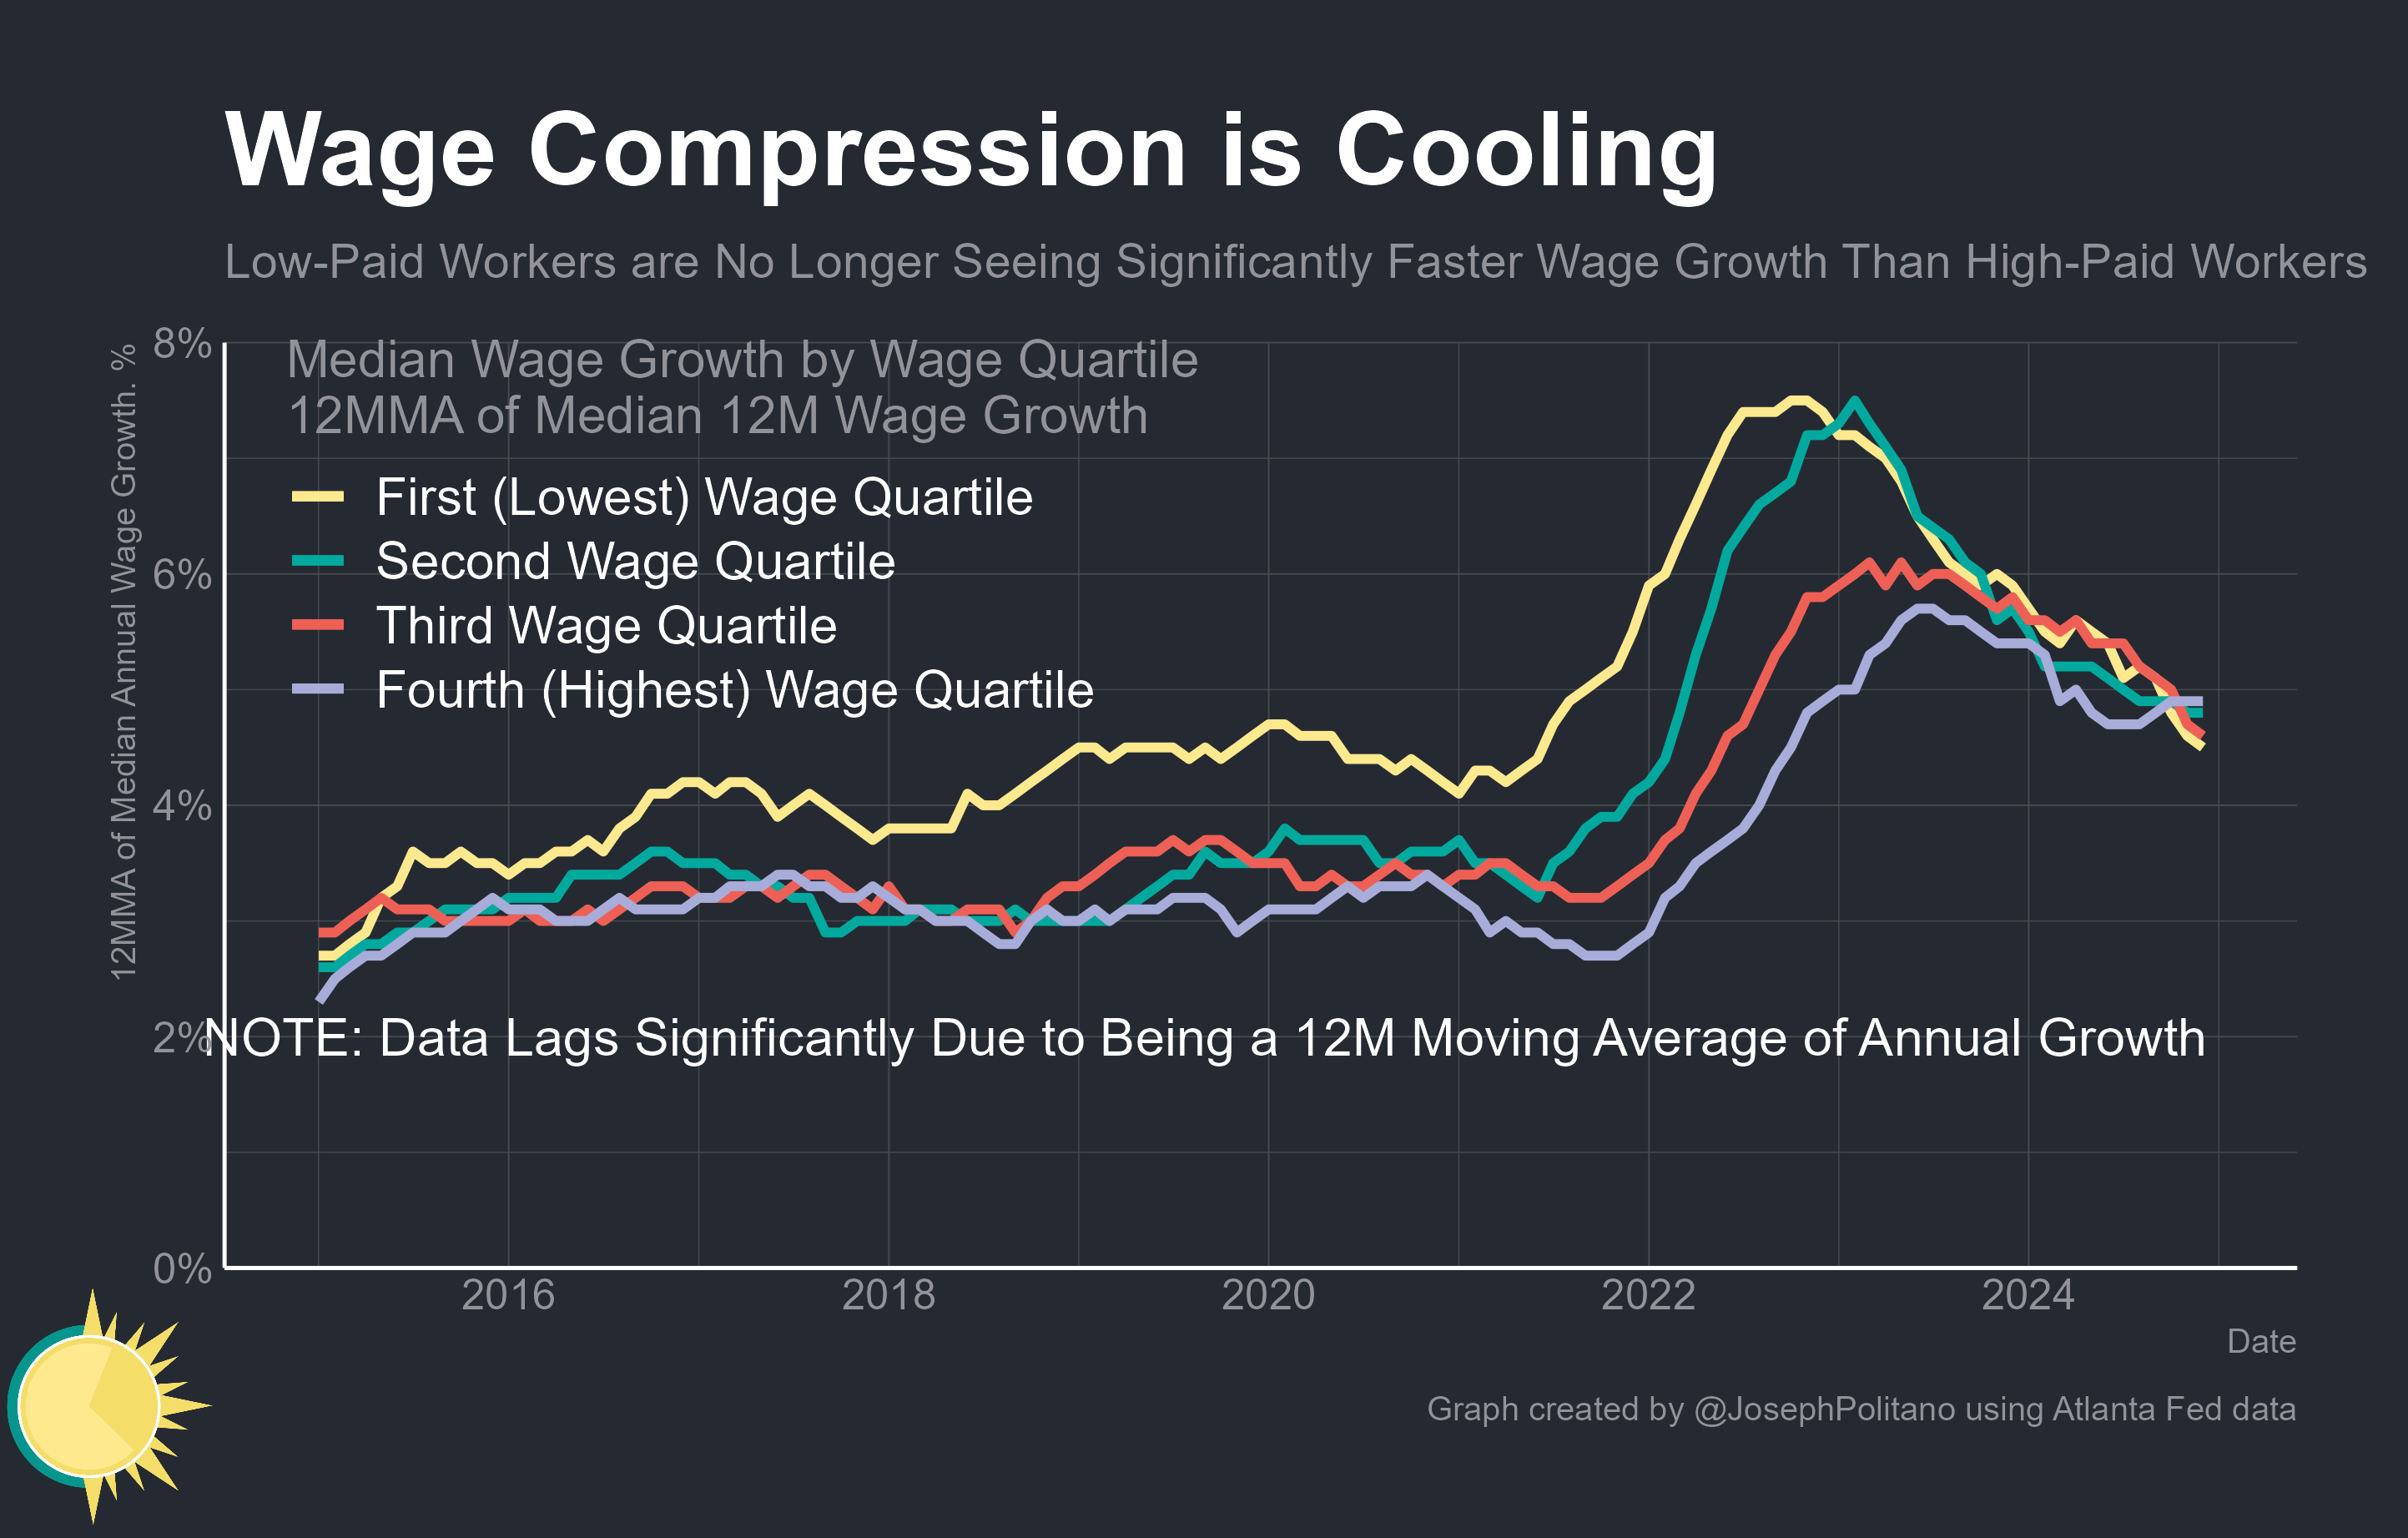 Wage Compression is Cooling
Low-Paid Workers are No Longer Seeing Significantly Faster Wage Growth Than High-Paid Workers
12MMA of Median Annual Wage Growth. %
8%
6%
4%
2%
0%
Median Wage Growth by Wage Quartile
12MMA of Median 12M Wage Growth
First (Lowest) Wage Quartile
Second Wage Quartile
Third Wage Quartile
Fourth (Highest) Wage Quartile
NOTE: Data Lags Significantly Due to Being a 12M Moving Average of Annual Growth
2016 2018 2020 2022 2024
Date
Graph created by @JosephPolitano using Atlanta Fed data